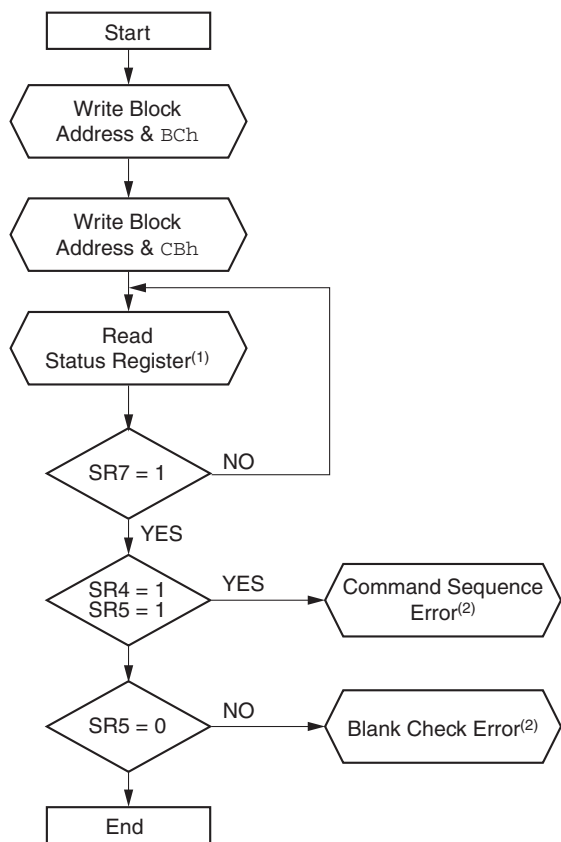 Start
Write Block
Address & BCh
Write Block
Address & CBh
Read
Status Register(1)
SR7 = 1
NO
YES
SR4 = 1
SR5 = 1
YES
Command Sequence
Error(2)
SR5 = 0
NO
Blank Check Error(2)
End